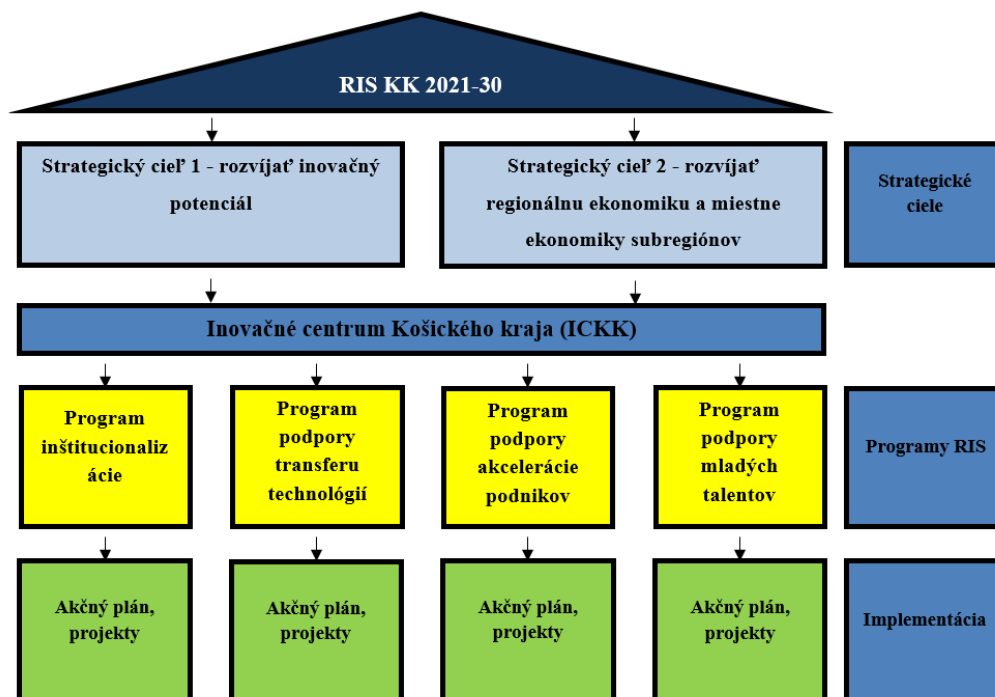 RIS KK 2021-30
Strategický cieľ 1 - rozvíjať inovačný
potenciál
Strategický cieľ 2 - rozvíjať
regionálnu ekonomiku a miestne
ekonomiky subregiónov
Strategické
ciele
Inovačné centrum Košického kraja (ICKK)
Program
inštitucionaliz
ácie
Program
podpory
transferu
technológií
Program
podpory
akcelerácie
podnikov
Program
podpory
mladých
talentov
Programy RIS
Akčný plán,
projekty
Akčný plán,
projekty
Akčný plán,
projekty
Akčný plán,
projekty
Implementácia